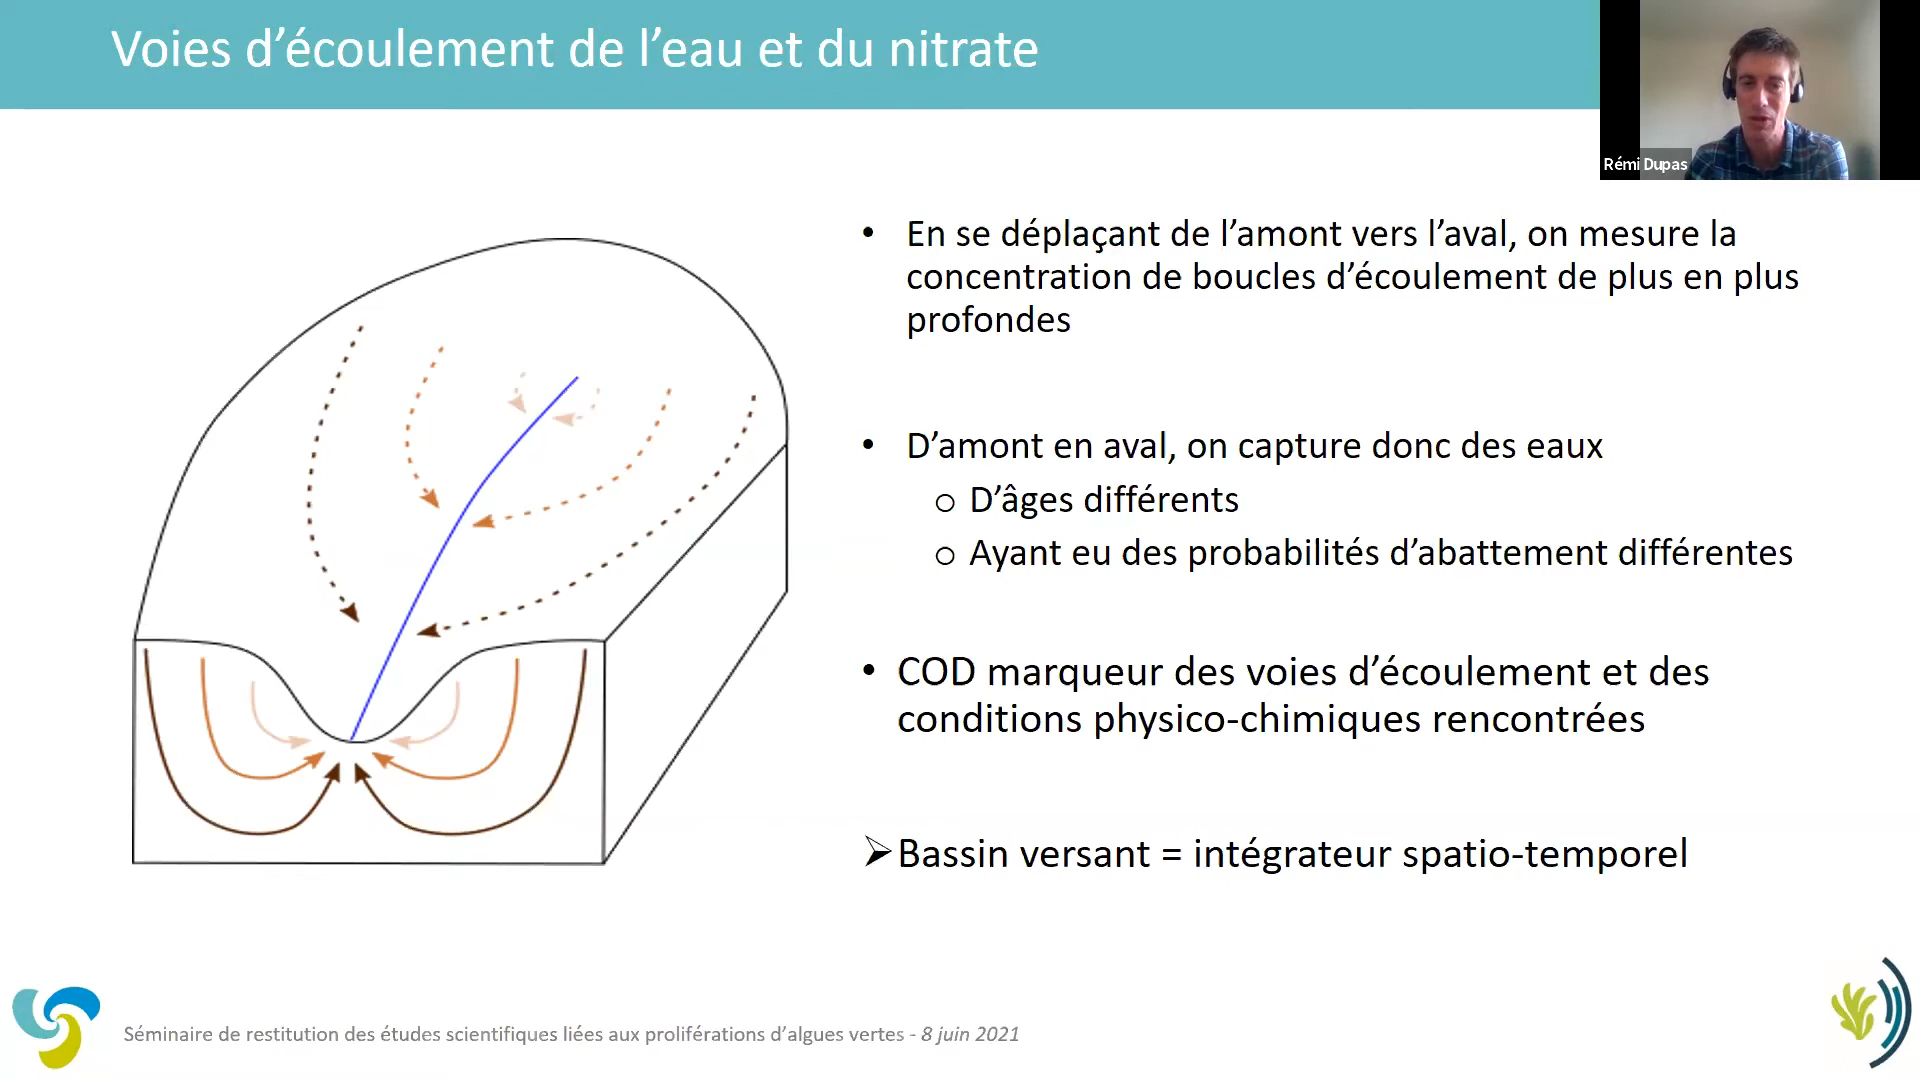 Voies d’écoulement de l’eau et du nitrate
Rémi Dupas
• En se déplaçant de l’amont vers l’aval, on mesure la
concentration de boucles d’écoulement de plus en plus
profondes
• D’amont en aval, on capture donc des eaux
o D’âges différents
o Ayant eu des probabilités d’abattement différentes
• COD marqueur des voies d’écoulement et des
conditions physico-chimiques rencontrées
➢Bassin versant = intégrateur spatio-temporel
Séminaire de restitution des études scientifiques liées aux proliférations d’algues vertes - 8 juin 2021